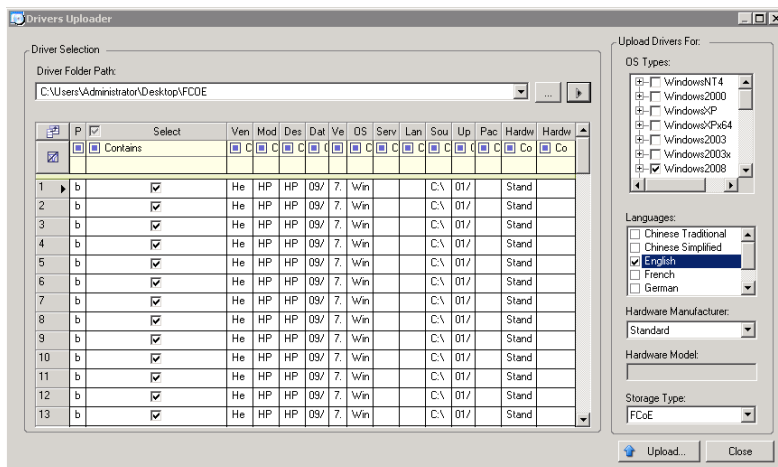 Drivers Uploader
Driver Selection
Driver Folder Path:
C:\Users\Administrator\Desktop\FCOE
...
P Select Ven Mod Des Dat Ve OS Serv Lan Sou Up Pac Hardw Hardw
Contains C C C ( C C C C C ( C Co Co
1 b He HP HP 09/ 7. Win C:\ 01/ Stand
2 b He HP HP 09/ 7. Win C:\ 01/ Stand
3 b He HP HP 09/ 7. Win C:\ 01/ Stand
4 b He HP HP 09/ 7. Win C:\ 01/ Stand
5 b He HP HP 09/ 7. Win C:\ 01/ Stand
6 b He HP HP 09/ 7. Win C:\ 01/ Stand
7 b He HP HP 09/ 7. Win C:\ 01/ Stand
8 b He HP HP 09/ 7. Win C:\ 01/ Stand
9 b He HP HP 09/ 7. Win C:\ 01/ Stand
10 b He HP HP 09/ 7. Win C:\ 01/ Stand
11 b He HP HP 09/ 7. Win C:\ 01/ Stand
12 b He HP HP 09/ 7. Win C:\ 01/ Stand
13 b He HP HP 09/ 7. Win C:\ 01/ Stand
Upload Drivers For:
OS Types:
WindowsNT4
Windows2000
WindowsXP
WindowsXPx64
Windows2003
Windows2003x
Windows2008
Languages:
Chinese Traditional
Chinese Simplified
English
French
German
Hardware Manufacturer:
Standard
Hardware Model:
Storage Type:
FCoE
Upload...
Close